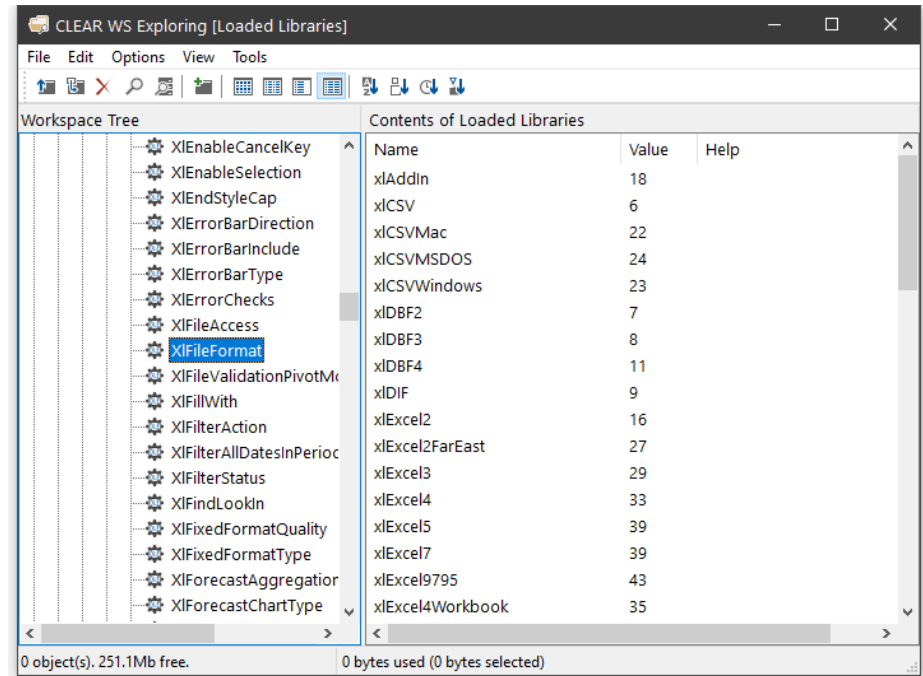 CLEAR WS Exploring [Loaded Libraries]
File Edit Options View Tools
Workspace Tree
XlEnableCancelKey
XlEnableSelection
XlEndStyleCap
XlErrorBarDirection
XlErrorBarInclude
XlErrorBarType
XlErrorChecks
XlFileAccess
XlFileFormat
XlFileValidationPivotMo
XlFillWith
XlFilterAction
XlFilterAllDatesInPerioc
XlFilterStatus
XlFindLookIn
XlFixedFormatQuality
XlFixedFormatType
XlForecastAggregation
XlForecastChartType
Contents of Loaded Libraries
Name Value Help
xlAddIn 18
xlCSV 6
xlCSVMac 22
xlCSVMSDOS 24
xlCSVWindows 23
xlDBF2 7
xlDBF3 8
xlDBF4 11
xlDIF 9
xlExcel2 16
xlExcel2FarEast 27
xlExcel3 29
xlExcel4 33
xlExcel5 39
xlExcel7 39
xlExcel9795 43
xlExcel4Workbook 35
0 object(s). 251.1Mb free.
0 bytes used (0 bytes selected)